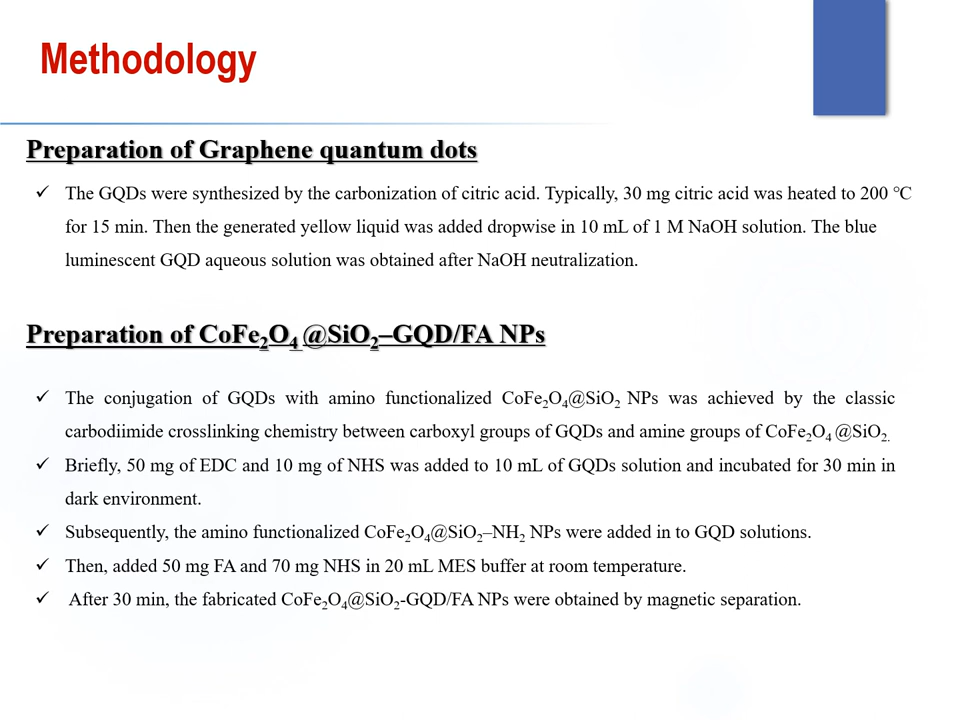 Methodology
Preparation of Graphene quantum dots
✓ The GQDs were synthesized by the carbonization of citric acid. Typically, 30 mg citric acid was heated to 200 °C
for 15 min. Then the generated yellow liquid was added dropwise in 10 mL of 1 M NaOH solution. The blue
luminescent GQD aqueous solution was obtained after NaOH neutralization.
Preparation of CoFe₂O₄ @SiO₂–GQD/FA NPs
✓ The conjugation of GQDs with amino functionalized CoFe₂O₄@SiO₂ NPs was achieved by the classic
carbodiimide crosslinking chemistry between carboxyl groups of GQDs and amine groups of CoFe₂O₄ @SiO₂.
✓ Briefly, 50 mg of EDC and 10 mg of NHS was added to 10 mL of GQDs solution and incubated for 30 min in
dark environment.
✓ Subsequently, the amino functionalized CoFe₂O₄@SiO₂–NH₂ NPs were added in to GQD solutions.
✓ Then, added 50 mg FA and 70 mg NHS in 20 mL MES buffer at room temperature.
✓ After 30 min, the fabricated CoFe₂O₄@SiO₂-GQD/FA NPs were obtained by magnetic separation.